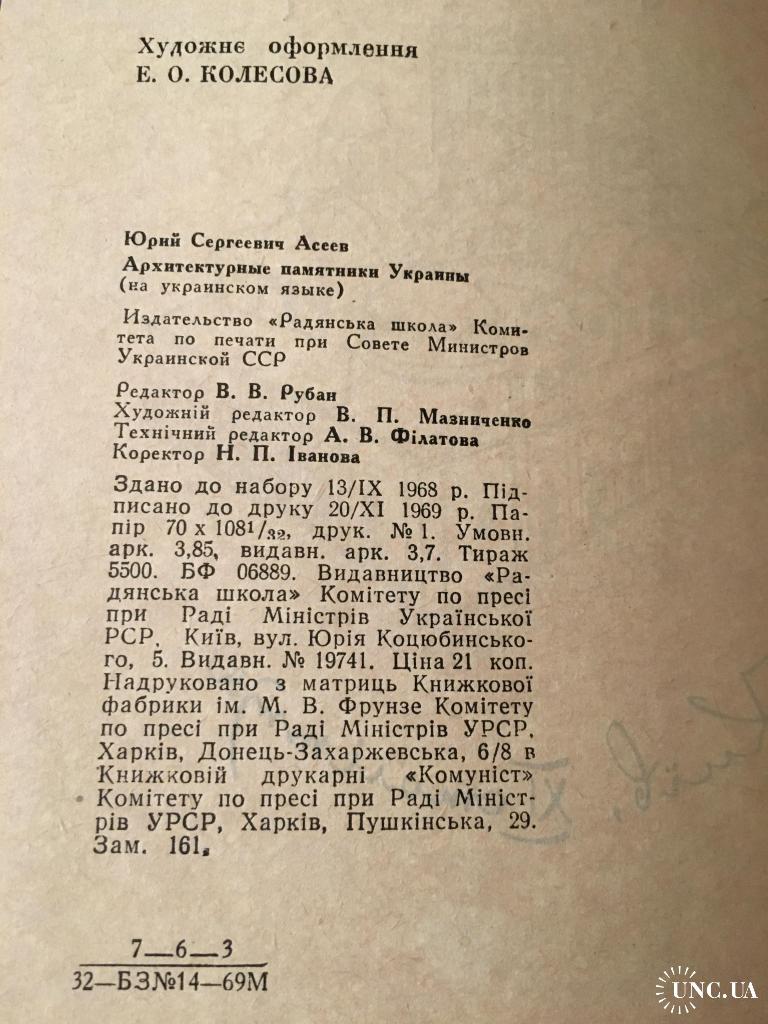 Художнє оформлення
Е. О. КОЛЕСОВА
Юрий Сергеевич Асеев
Архитектурные памятники Украины
(на украинском языке)
Издательство «Радянська школа» Коми-
тета по печати при Совете Министров
Украинской ССР
Редактор В. В. Рубан
Художній редактор В. П. Мазниченко
Технічний редактор А. В. Філатова
Коректор Н. П. Іванова
Здано до набору 13/IX 1968 р. Під-
писано до друку 20/XI 1969 р. Па-
пір 70 x 108¹/₃₂, друк. № 1. Умовн.
арк. 3,85, видавн. арк. 3,7. Тираж
5500. БФ 06889. Видавництво «Ра-
дянська школа» Комітету по пресі
при Раді Міністрів Української
РСР, Київ, вул. Юрія Коцюбинсько-
го, 5. Видавн. № 19741. Ціна 21 коп.
Надруковано з матриць Книжкової
фабрики ім. М. В. Фрунзе Комітету
по пресі при Раді Міністрів УРСР,
Харків, Донець-Захаржевська, 6/8 в
Книжковій друкарні «Комуніст»
Комітету по пресі при Раді Мініст-
рів УРСР, Харків, Пушкінська, 29.
Зам. 161.
7—6—3
32—БЗ№14—69М
UNC.UA